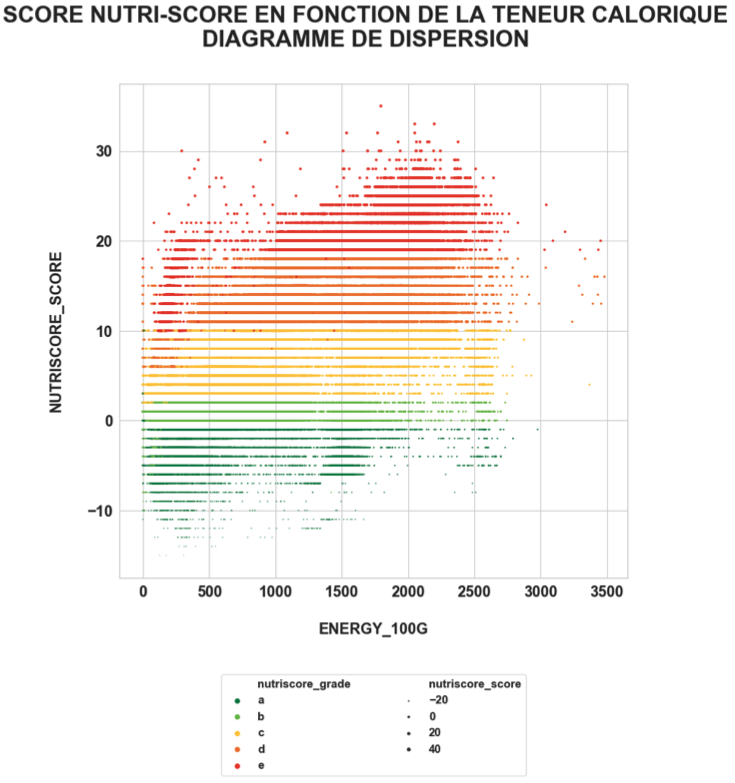 SCORE NUTRI-SCORE EN FONCTION DE LA TENEUR CALORIQUE
DIAGRAMME DE DISPERSION
NUTRISCORE_SCORE
30
20
10
0
−10
0 500 1000 1500 2000 2500 3000 3500
ENERGY_100G
nutriscore_grade nutriscore_score
a −20
b 0
c 20
d 40
e